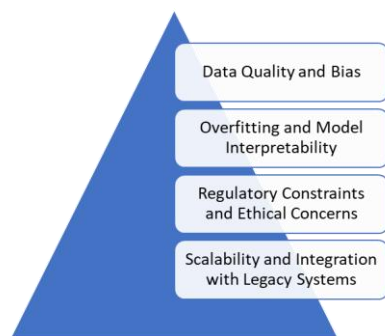 Data Quality and Bias
Overfitting and Model
Interpretability
Regulatory Constraints
and Ethical Concerns
Scalability and Integration
with Legacy Systems